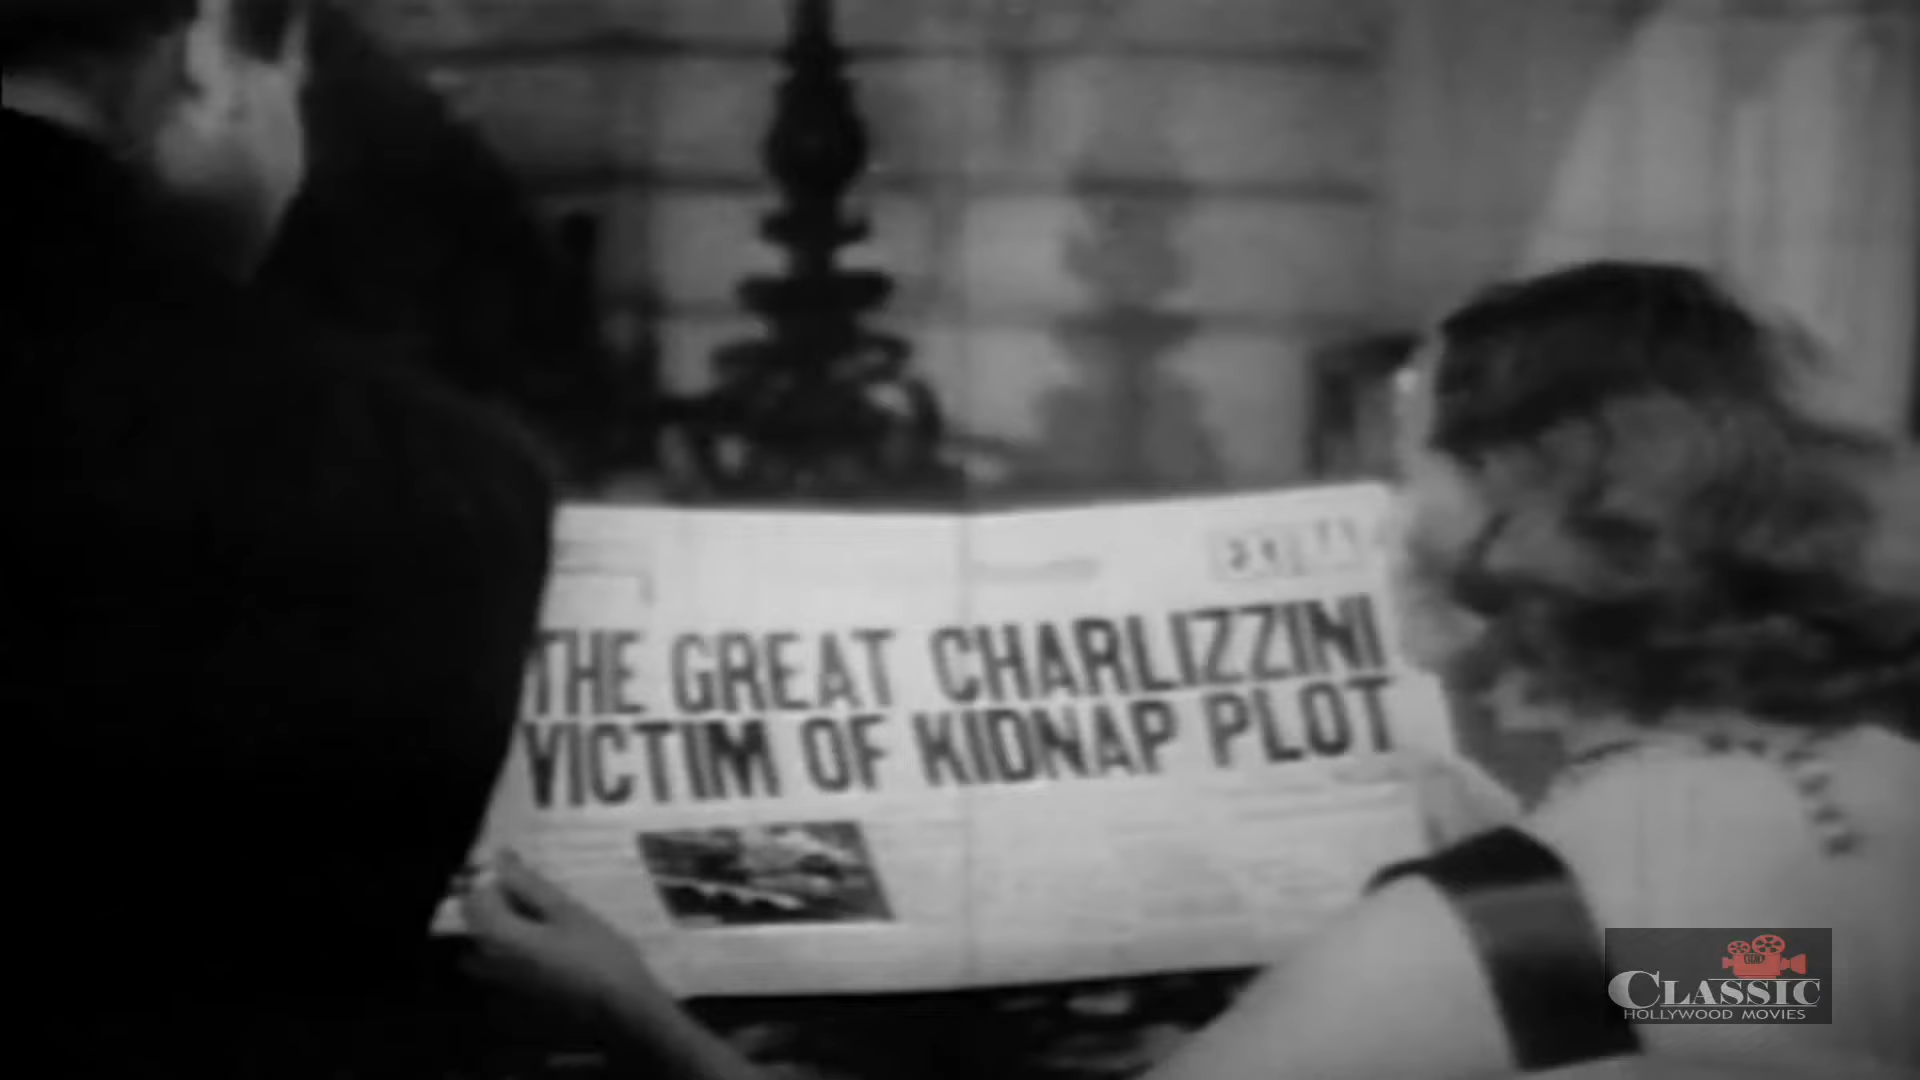 THE GREAT CHARLIZZINI
VICTIM OF KIDNAP PLOT
CLASSIC
HOLLYWOOD MOVIES